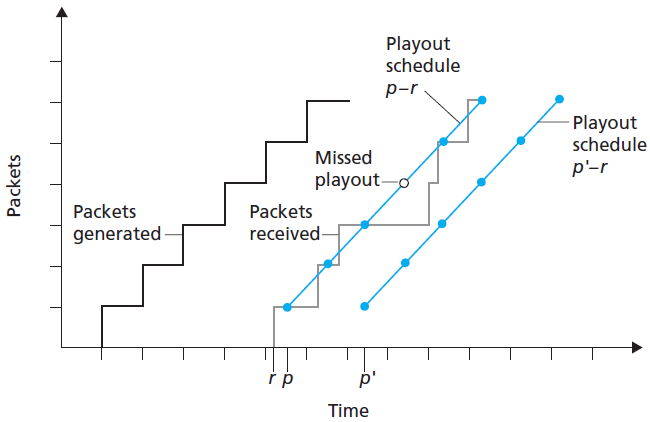 Playout
schedule
p–r
Playout
schedule
p'–r
Missed
playout
Packets
generated
Packets
received
Packets
r p
p'
Time